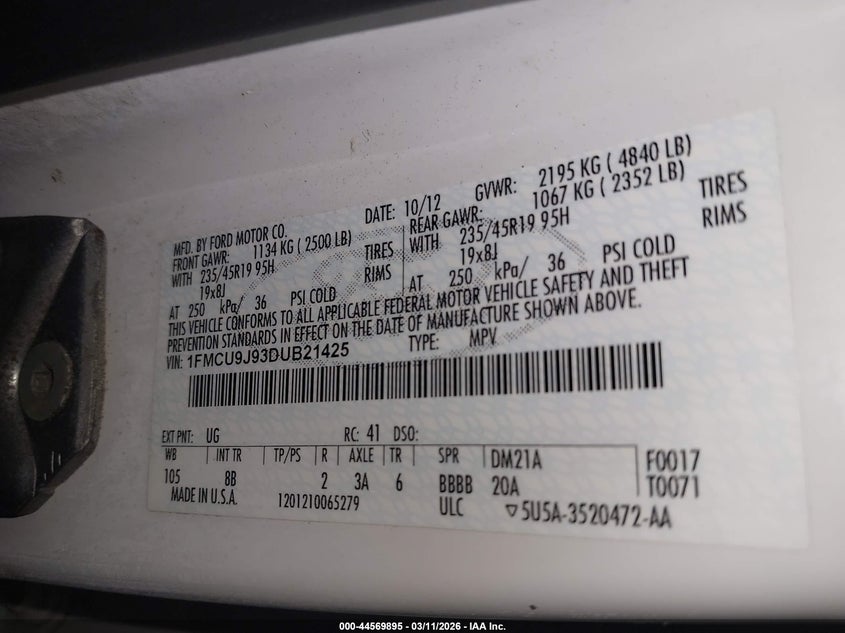 MFD. BY FORD MOTOR CO. DATE: 10/12 GVWR: 2195 KG ( 4840 LB)
FRONT GAWR: 1134 KG ( 2500 LB) REAR GAWR: 1067 KG ( 2352 LB)
WITH 235/45R19 95H TIRES WITH 235/45R19 95H TIRES
19x8J RIMS 19x8J RIMS
AT 250 kPa/ 36 PSI COLD AT 250 kPa/ 36 PSI COLD
THIS VEHICLE CONFORMS TO ALL APPLICABLE FEDERAL MOTOR VEHICLE SAFETY AND THEFT
PREVENTION STANDARDS IN EFFECT ON THE DATE OF MANUFACTURE SHOWN ABOVE.
VIN: 1FMCU9J93DUB21425 TYPE: MPV
EXT PNT: UG RC: 41 DSO:
WB INT TR TP/PS R AXLE TR SPR DM21A F0017
105 8B 2 3A 6 BBBB 20A T0071
MADE IN U.S.A. 1201210065279 ULC ▽5U5A-3520472-AA
000-44569895 - 03/11/2026 - IAA Inc.